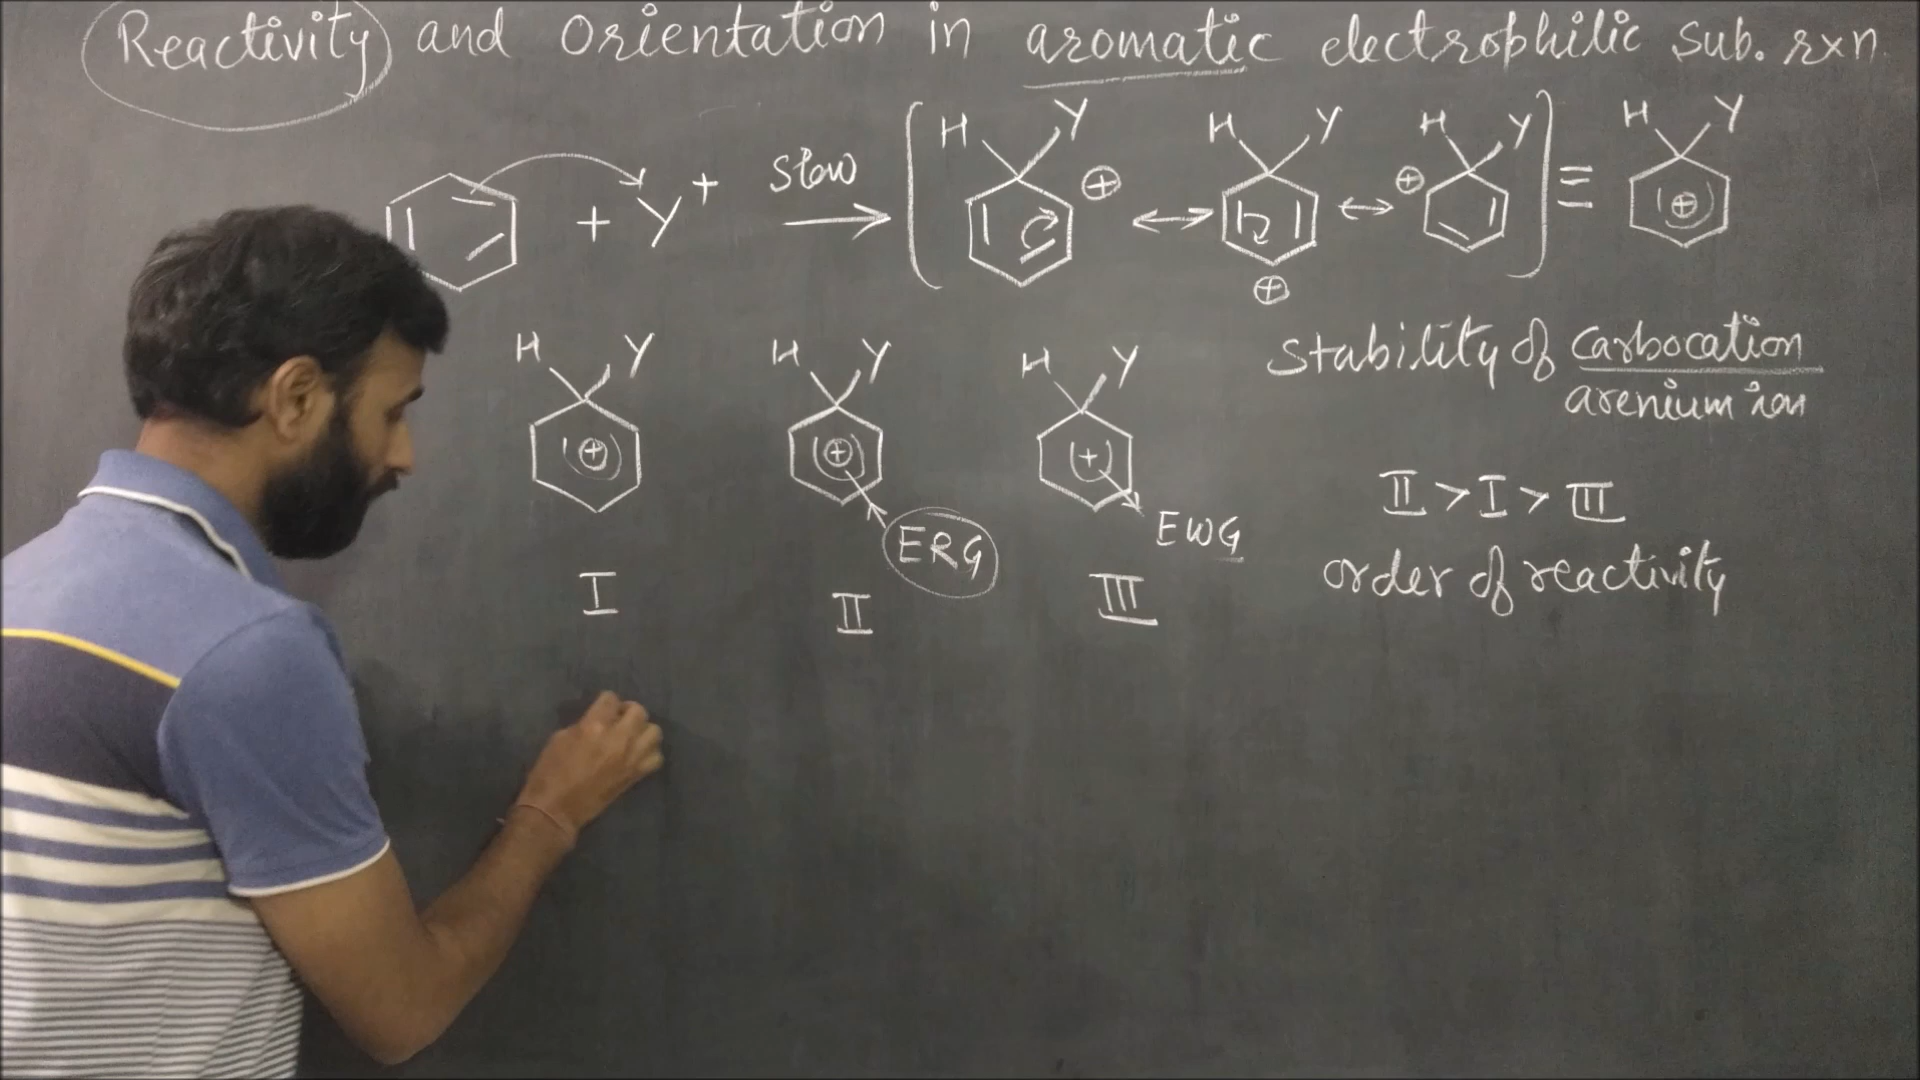 Reactivity and orientation in aromatic electrophilic sub. rxn.
H Y H Y H Y H Y
+ Y+ slow ⊕ ↔ ↔ ⊕ ≡ ⊕
⊕
H Y H Y H Y
Stability of carbocation
arenium ion
⊕ ⊕ +
ERG EWG
II > I > III
order of reactivity
I II III